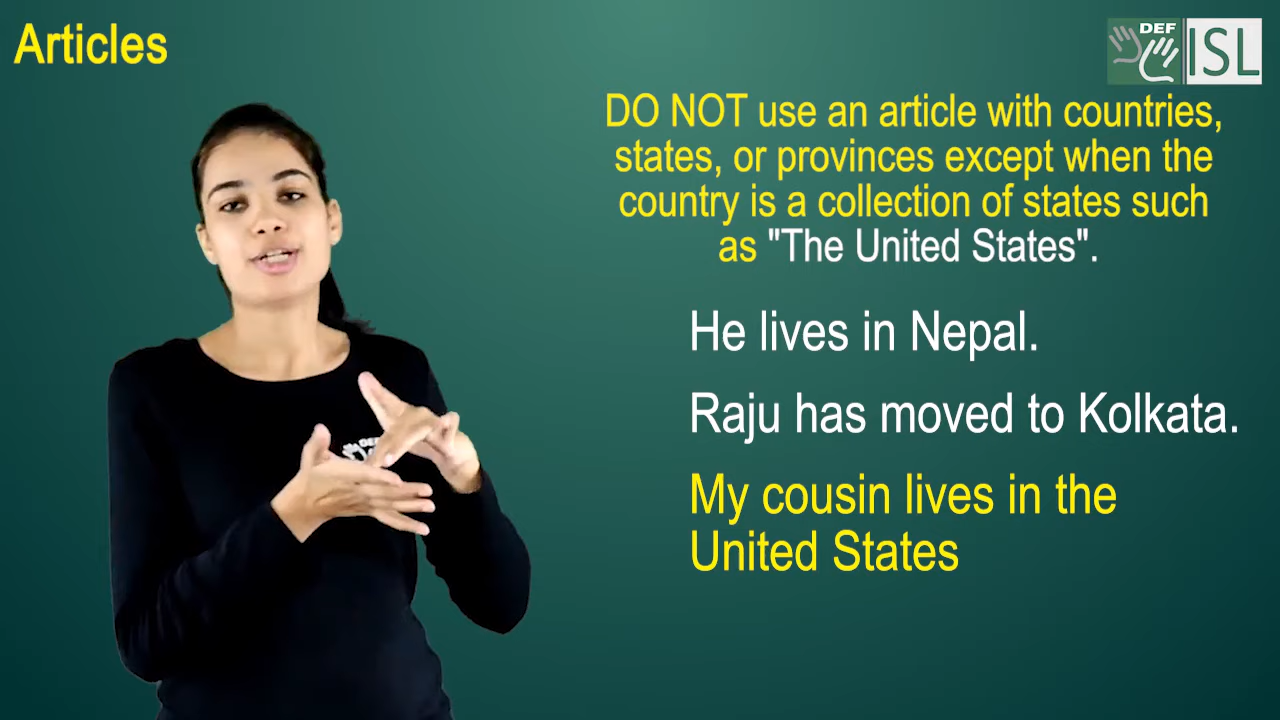 Articles
DEF
ISL
DO NOT use an article with countries,
states, or provinces except when the
country is a collection of states such
as "The United States".
He lives in Nepal.
Raju has moved to Kolkata.
My cousin lives in the
United States
DEF